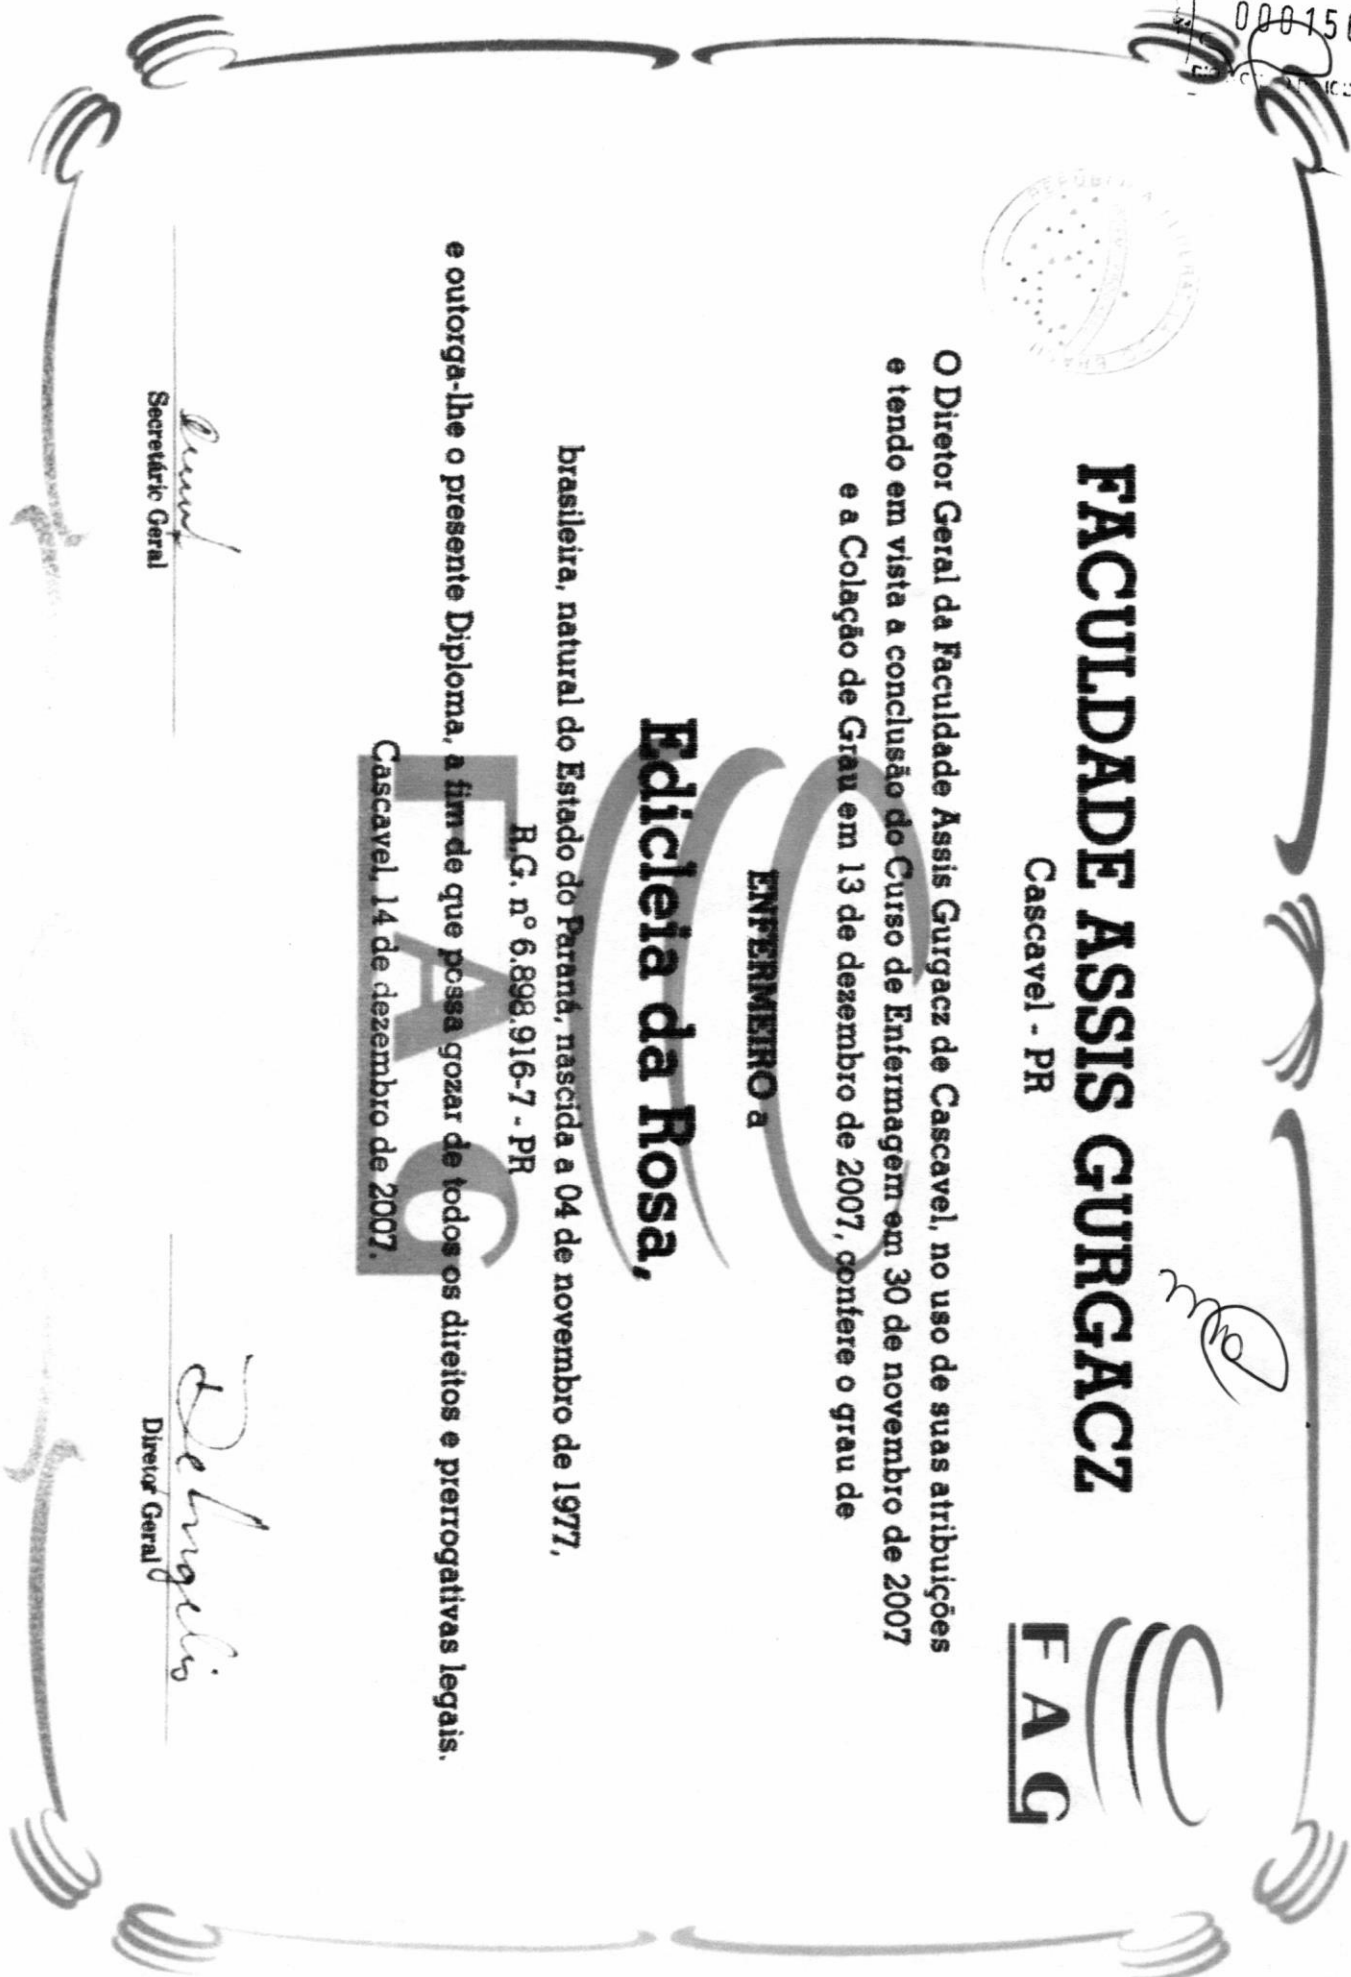 FACULDADE ASSIS GURGACZ
Cascavel - PR
FAG
O Diretor Geral da Faculdade Assis Gurgacz de Cascavel, no uso de suas atribuições
e tendo em vista a conclusão do Curso de Enfermagem em 30 de novembro de 2007
e a Colação de Grau em 13 de dezembro de 2007, confere o grau de
ENFERMEIRO a
Edicleia da Rosa,
brasileira, natural do Estado do Paraná, nascida a 04 de novembro de 1977,
R.G. nº 6.898.916-7 - PR
e outorga-lhe o presente Diploma, a fim de que possa gozar de todos os direitos e prerrogativas legais.
Cascavel, 14 de dezembro de 2007.
FAG
Secretário Geral
Diretor Geral